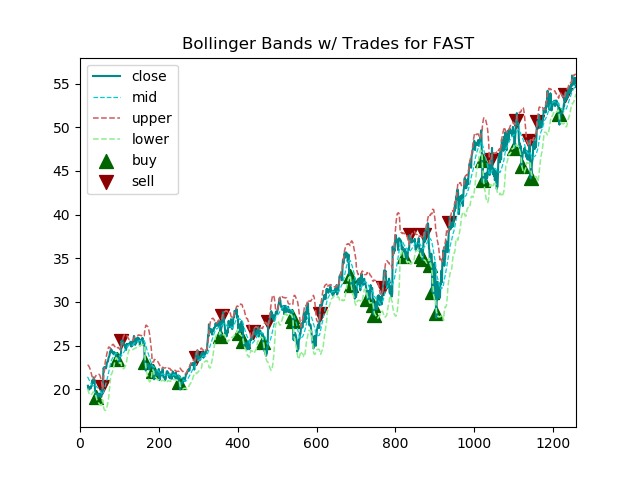 Bollinger Bands w/ Trades for FAST
close
mid
upper
lower
buy
sell
55
50
45
40
35
30
25
20
0 200 400 600 800 1000 1200